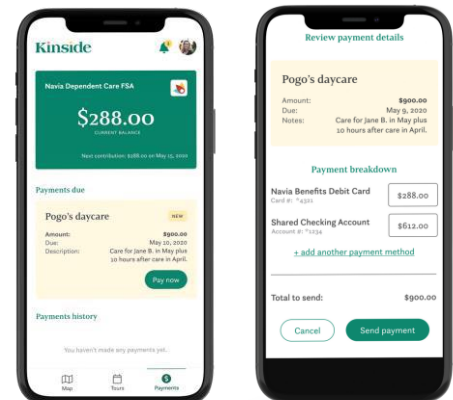 Kinside
Navia Dependent Care FSA
$288.00
CURRENT BALANCE
Next contribution: $288.00 on May 15, 2020
Payments due
Pogo's daycare
NEW
Amount: $900.00
Due: May 10, 2020
Description: Care for Jane B. in May plus
10 hours after care in April.
Pay now
Payments history
You haven't made any payments yet.
Map
Tours
Payments
Review payment details
Pogo's daycare
Amount: $900.00
Due: May 9, 2020
Notes: Care for Jane B. in May plus
10 hours after care in April.
Payment breakdown
Navia Benefits Debit Card
Card #: *4321
$288.00
Shared Checking Account
Account #: *1234
$612.00
+ add another payment method
Total to send: $900.00
Cancel
Send payment